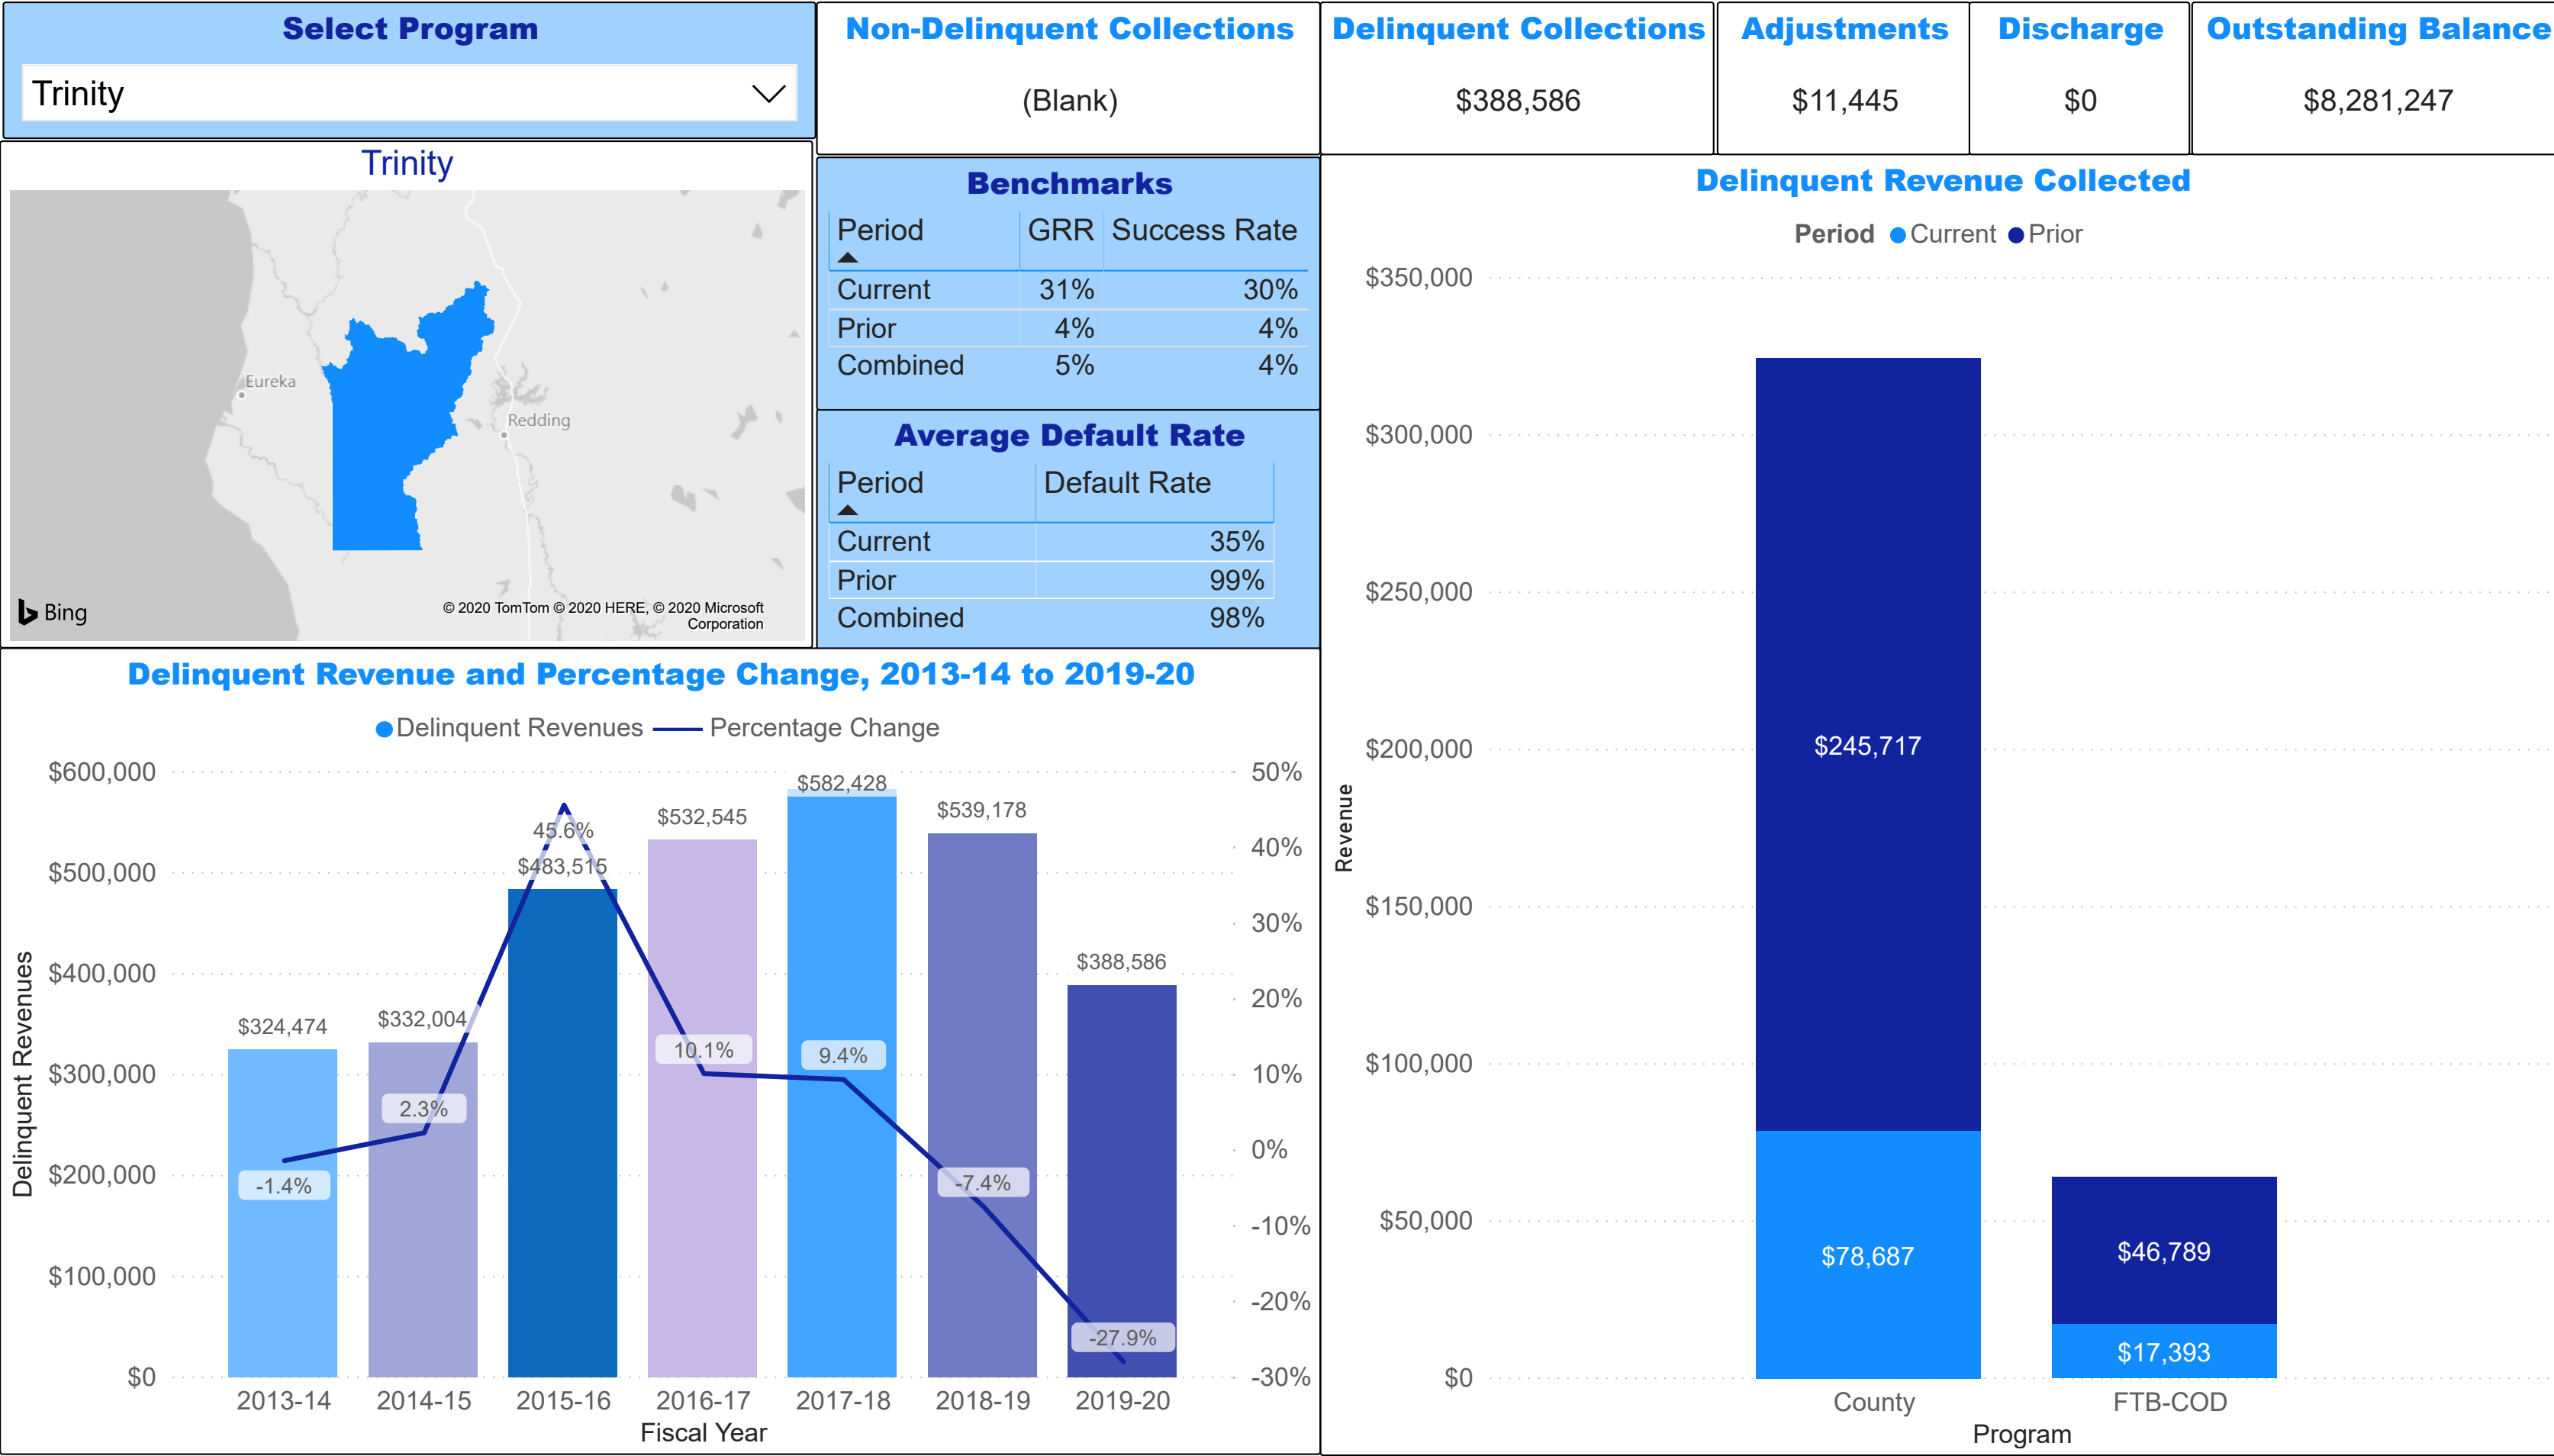 Select Program
Trinity
Non-Delinquent Collections
(Blank)
Delinquent Collections
$388,586
Adjustments
$11,445
Discharge
$0
Outstanding Balance
$8,281,247
Trinity
Eureka
Redding
Bing
© 2020 TomTom © 2020 HERE, © 2020 Microsoft
Corporation
Benchmarks
Period GRR Success Rate
Current 31% 30%
Prior 4% 4%
Combined 5% 4%
Average Default Rate
Period Default Rate
Current 35%
Prior 99%
Combined 98%
Delinquent Revenue and Percentage Change, 2013-14 to 2019-20
Delinquent Revenues Percentage Change
Delinquent Revenues
$600,000
$500,000
$400,000
$300,000
$200,000
$100,000
$0
$324,474
$332,004
$483,515
$532,545
$582,428
$539,178
$388,586
-1.4%
2.3%
45.6%
10.1%
9.4%
-7.4%
-27.9%
50%
40%
30%
20%
10%
0%
-10%
-20%
-30%
2013-14 2014-15 2015-16 2016-17 2017-18 2018-19 2019-20
Fiscal Year
Delinquent Revenue Collected
Period Current Prior
Revenue
$350,000
$300,000
$250,000
$200,000
$150,000
$100,000
$50,000
$0
$245,717
$78,687
$46,789
$17,393
County FTB-COD
Program